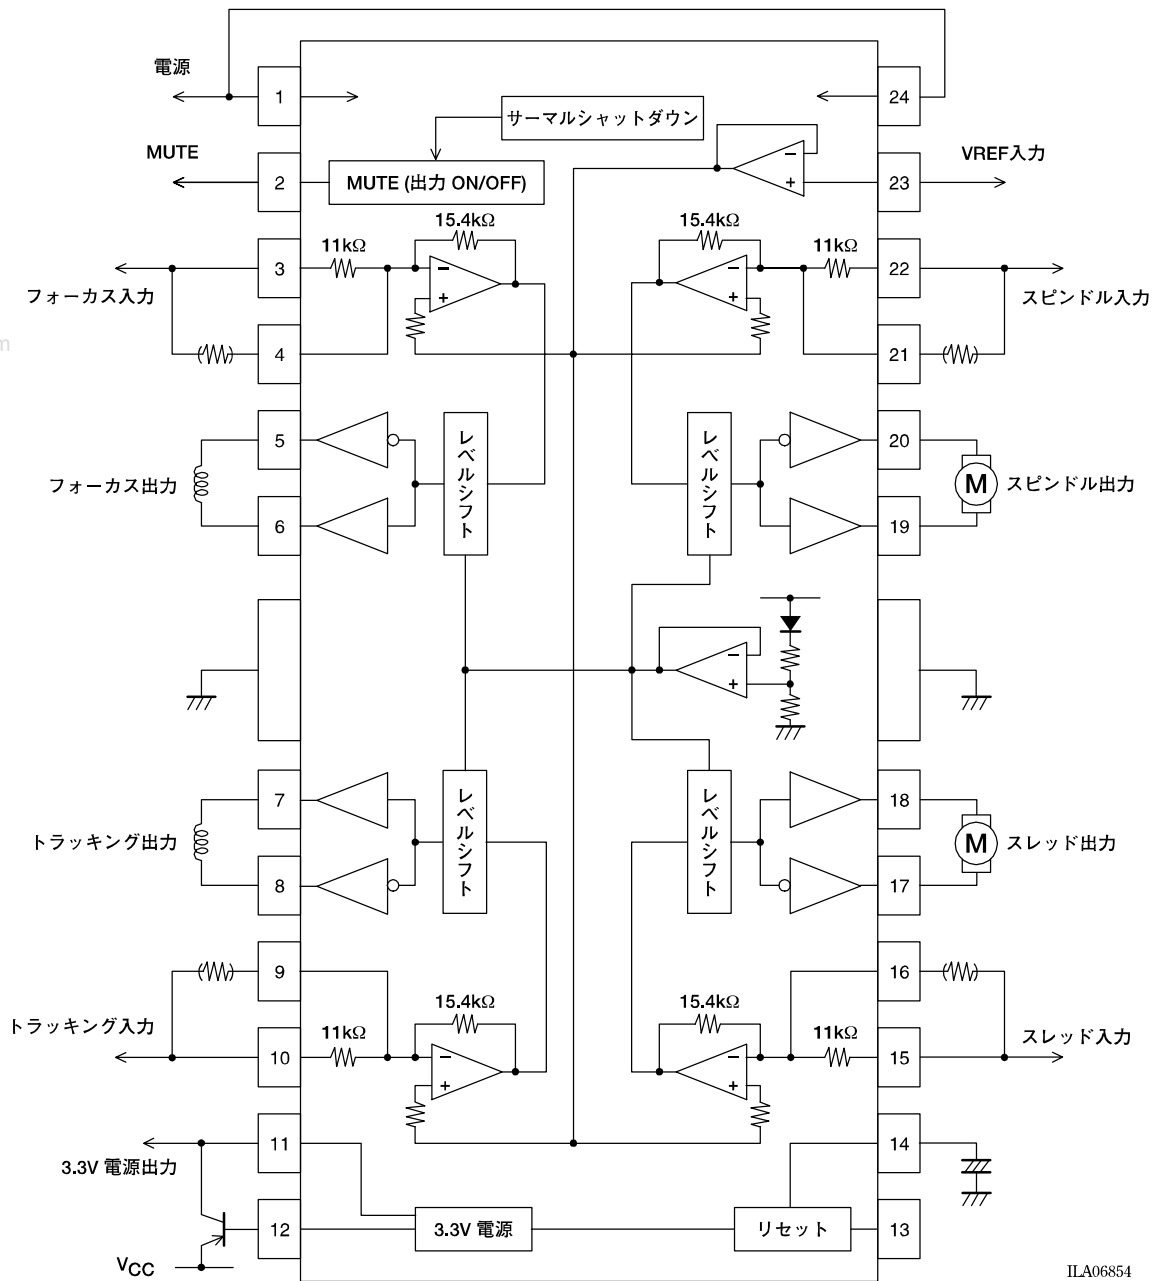 電源
1
24
サーマルシャットダウン
MUTE
2
MUTE (出力 ON/OFF)
23
VREF入力
15.4kΩ
15.4kΩ
11kΩ
11kΩ
3
22
フォーカス入力
スピンドル入力
4
21
m
5
レベルシフト
レベルシフト
20
フォーカス出力
M
スピンドル出力
6
19
7
レベルシフト
レベルシフト
18
トラッキング出力
M
スレッド出力
8
17
9
16
15.4kΩ
15.4kΩ
トラッキング入力
11kΩ
11kΩ
スレッド入力
10
15
11
14
3.3V 電源出力
12
3.3V 電源
リセット
13
VCC
ILA06854